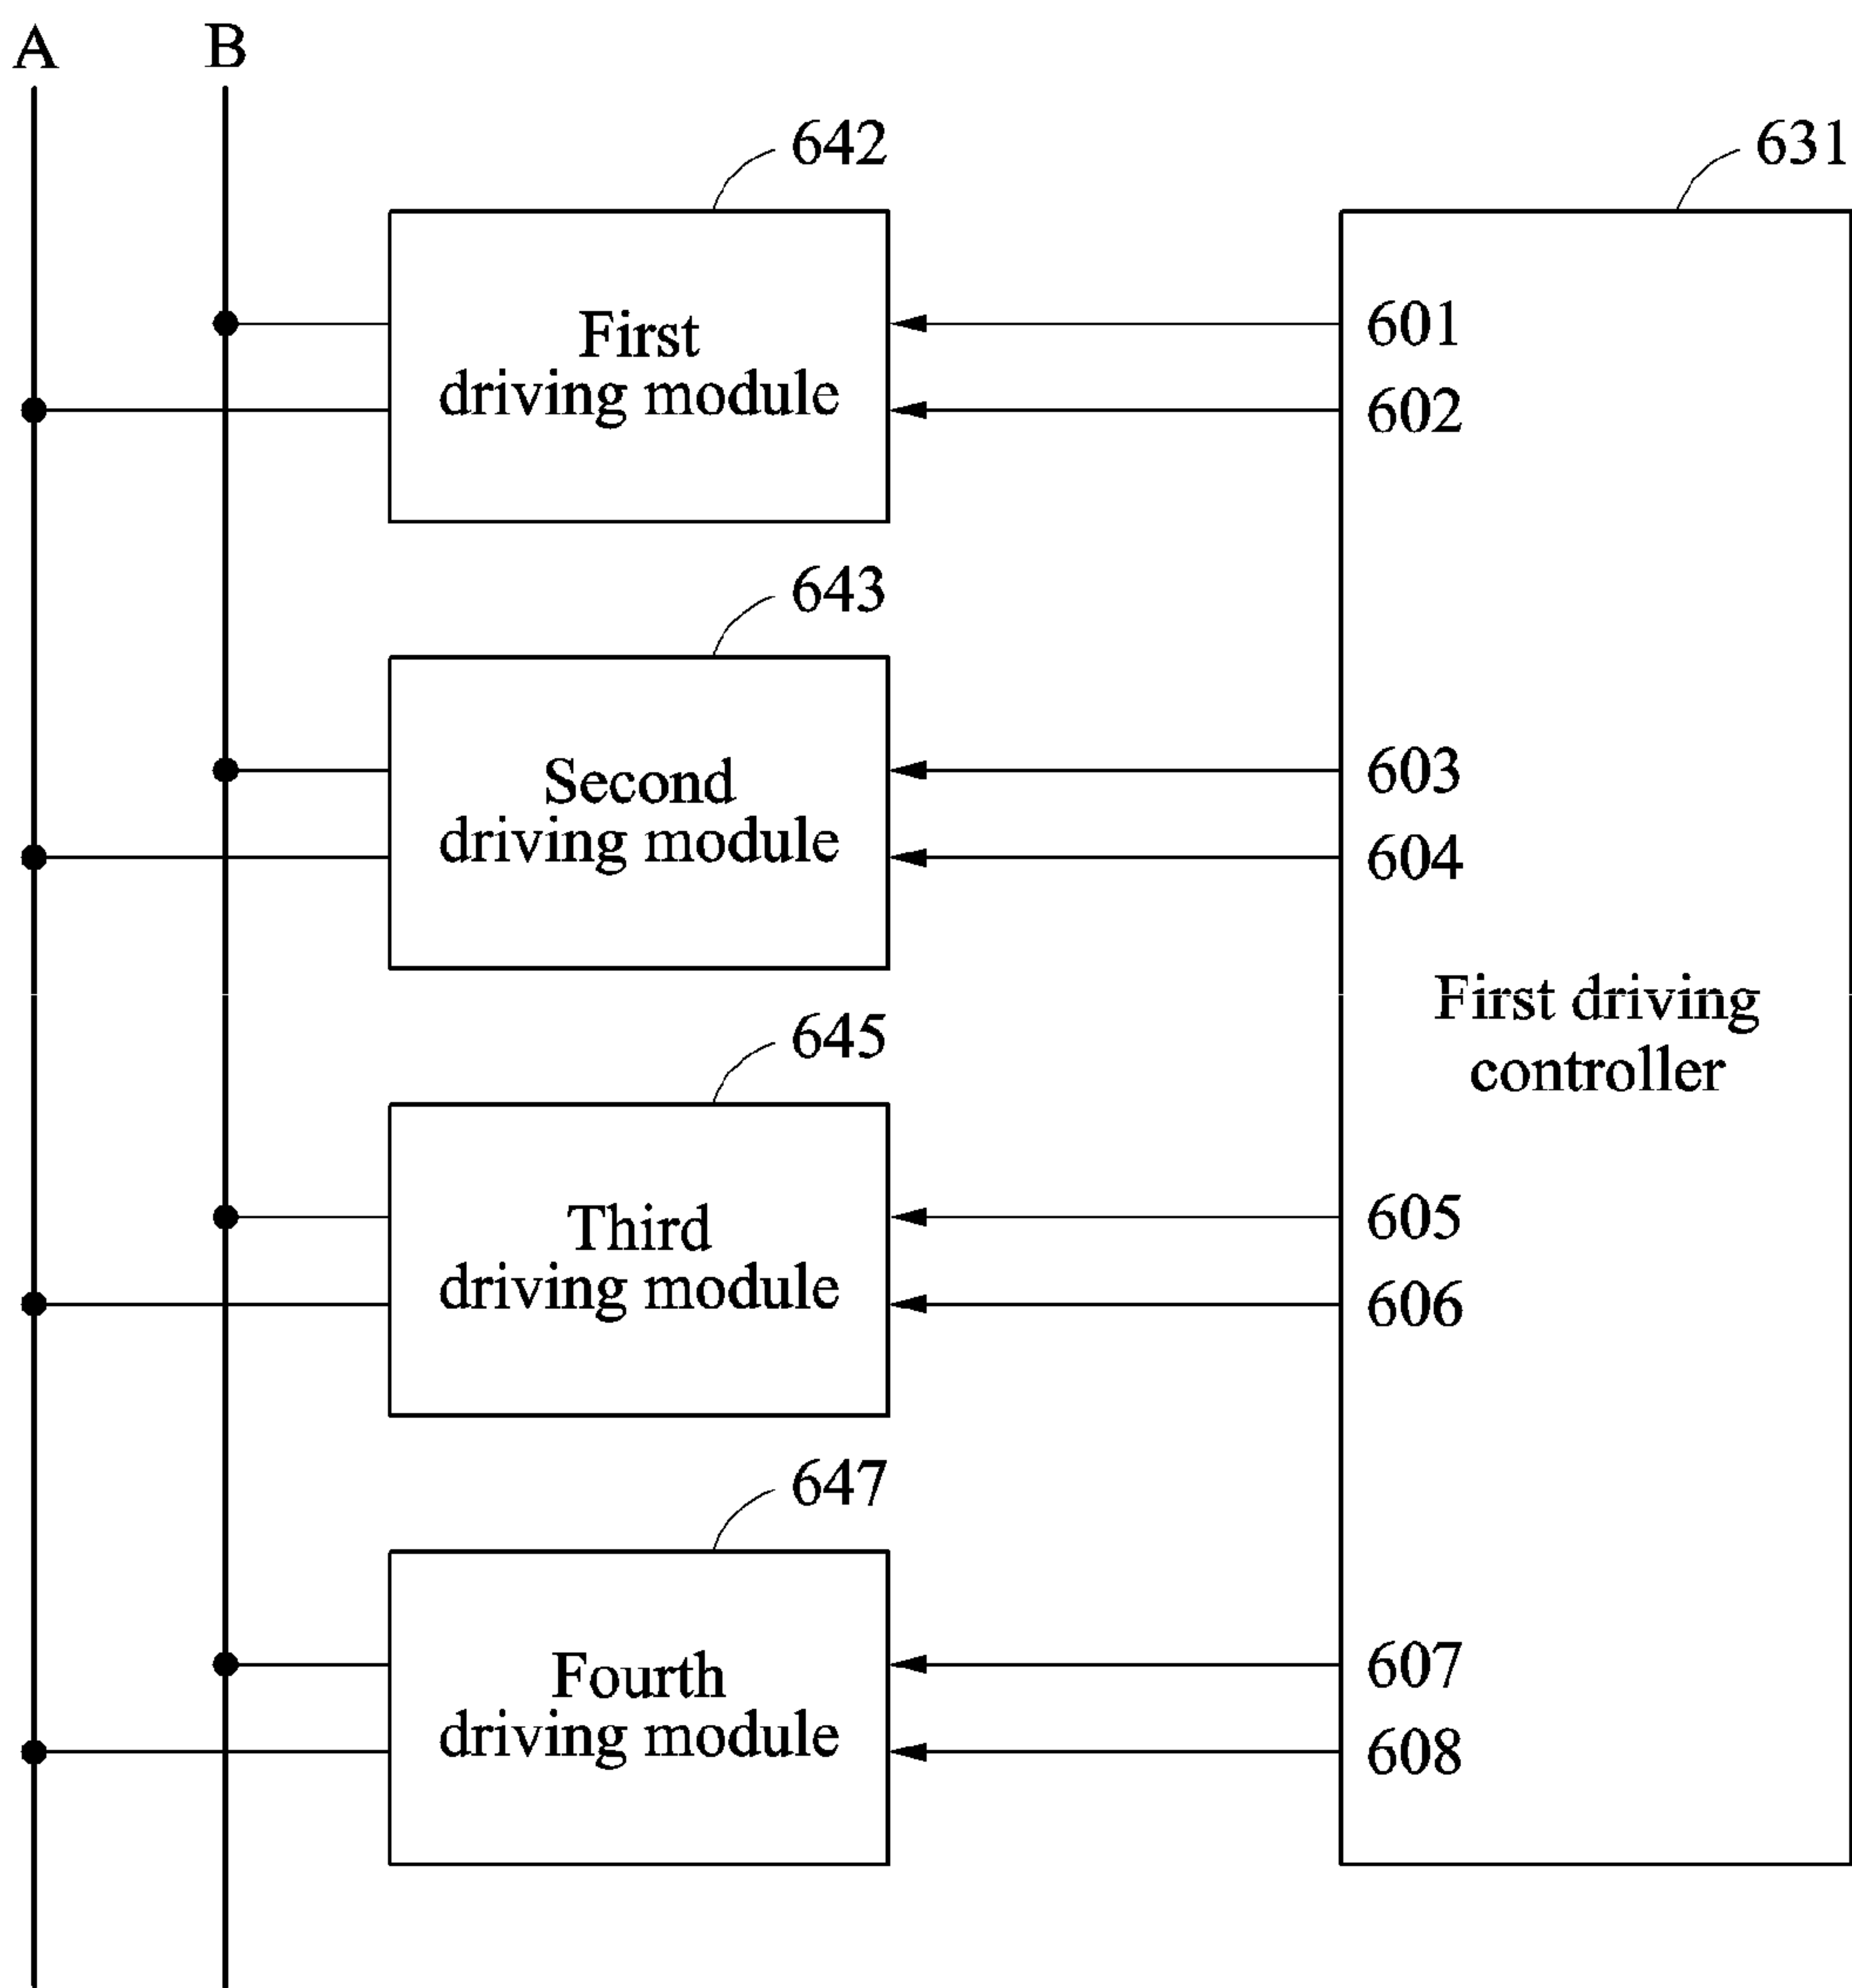 A
B
642
631
First
driving module
601
602
643
Second
driving module
603
604
First driving
controller
645
Third
driving module
605
606
647
Fourth
driving module
607
608